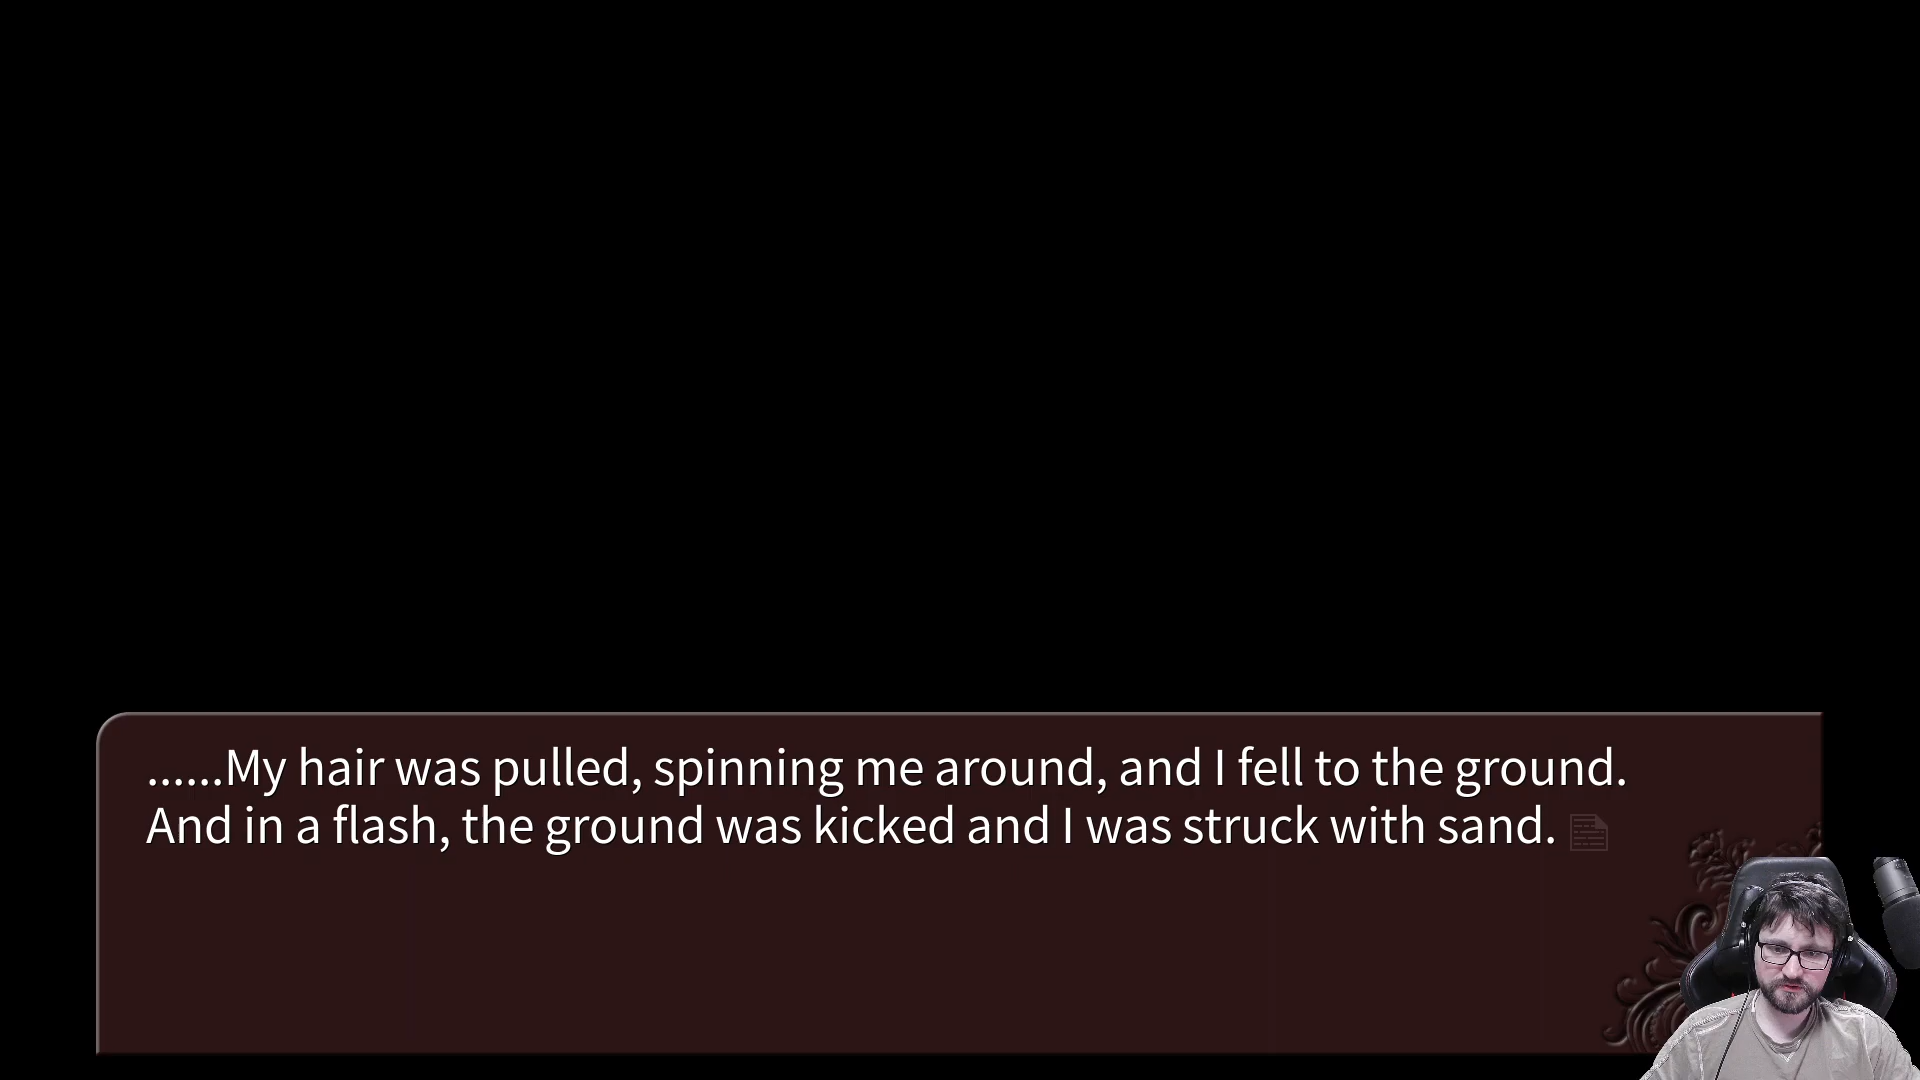 ......My hair was pulled, spinning me around, and I fell to the ground.
And in a flash, the ground was kicked and I was struck with sand.